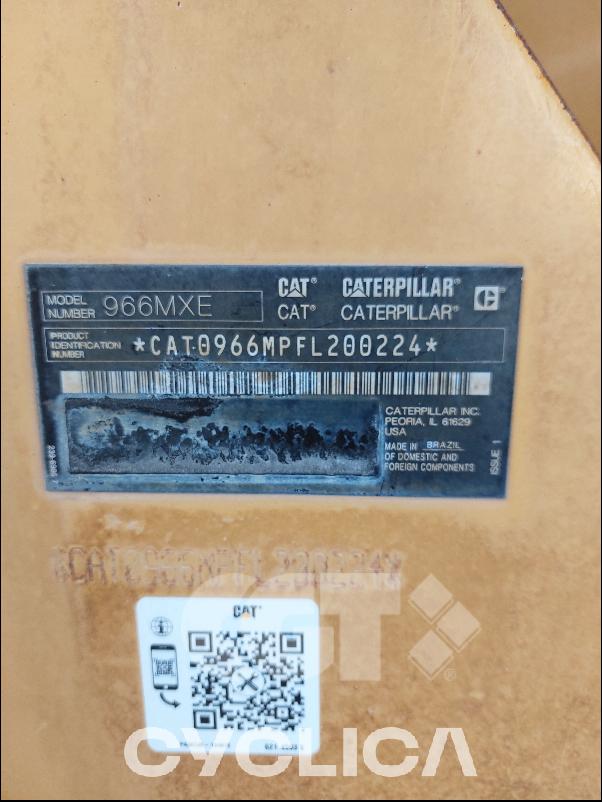 MODEL NUMBER 966MXE
CAT® CATERPILLAR®
CAT® CATERPILLAR®
PRODUCT IDENTIFICATION NUMBER *CAT0966MPFL200224*
CATERPILLAR INC.
PEORIA, IL 61629
USA
MADE IN BRAZIL
OF DOMESTIC AND
FOREIGN COMPONENTS
ISSUE 1
CAT0966MPFL200224
CAT®
CYCLICA